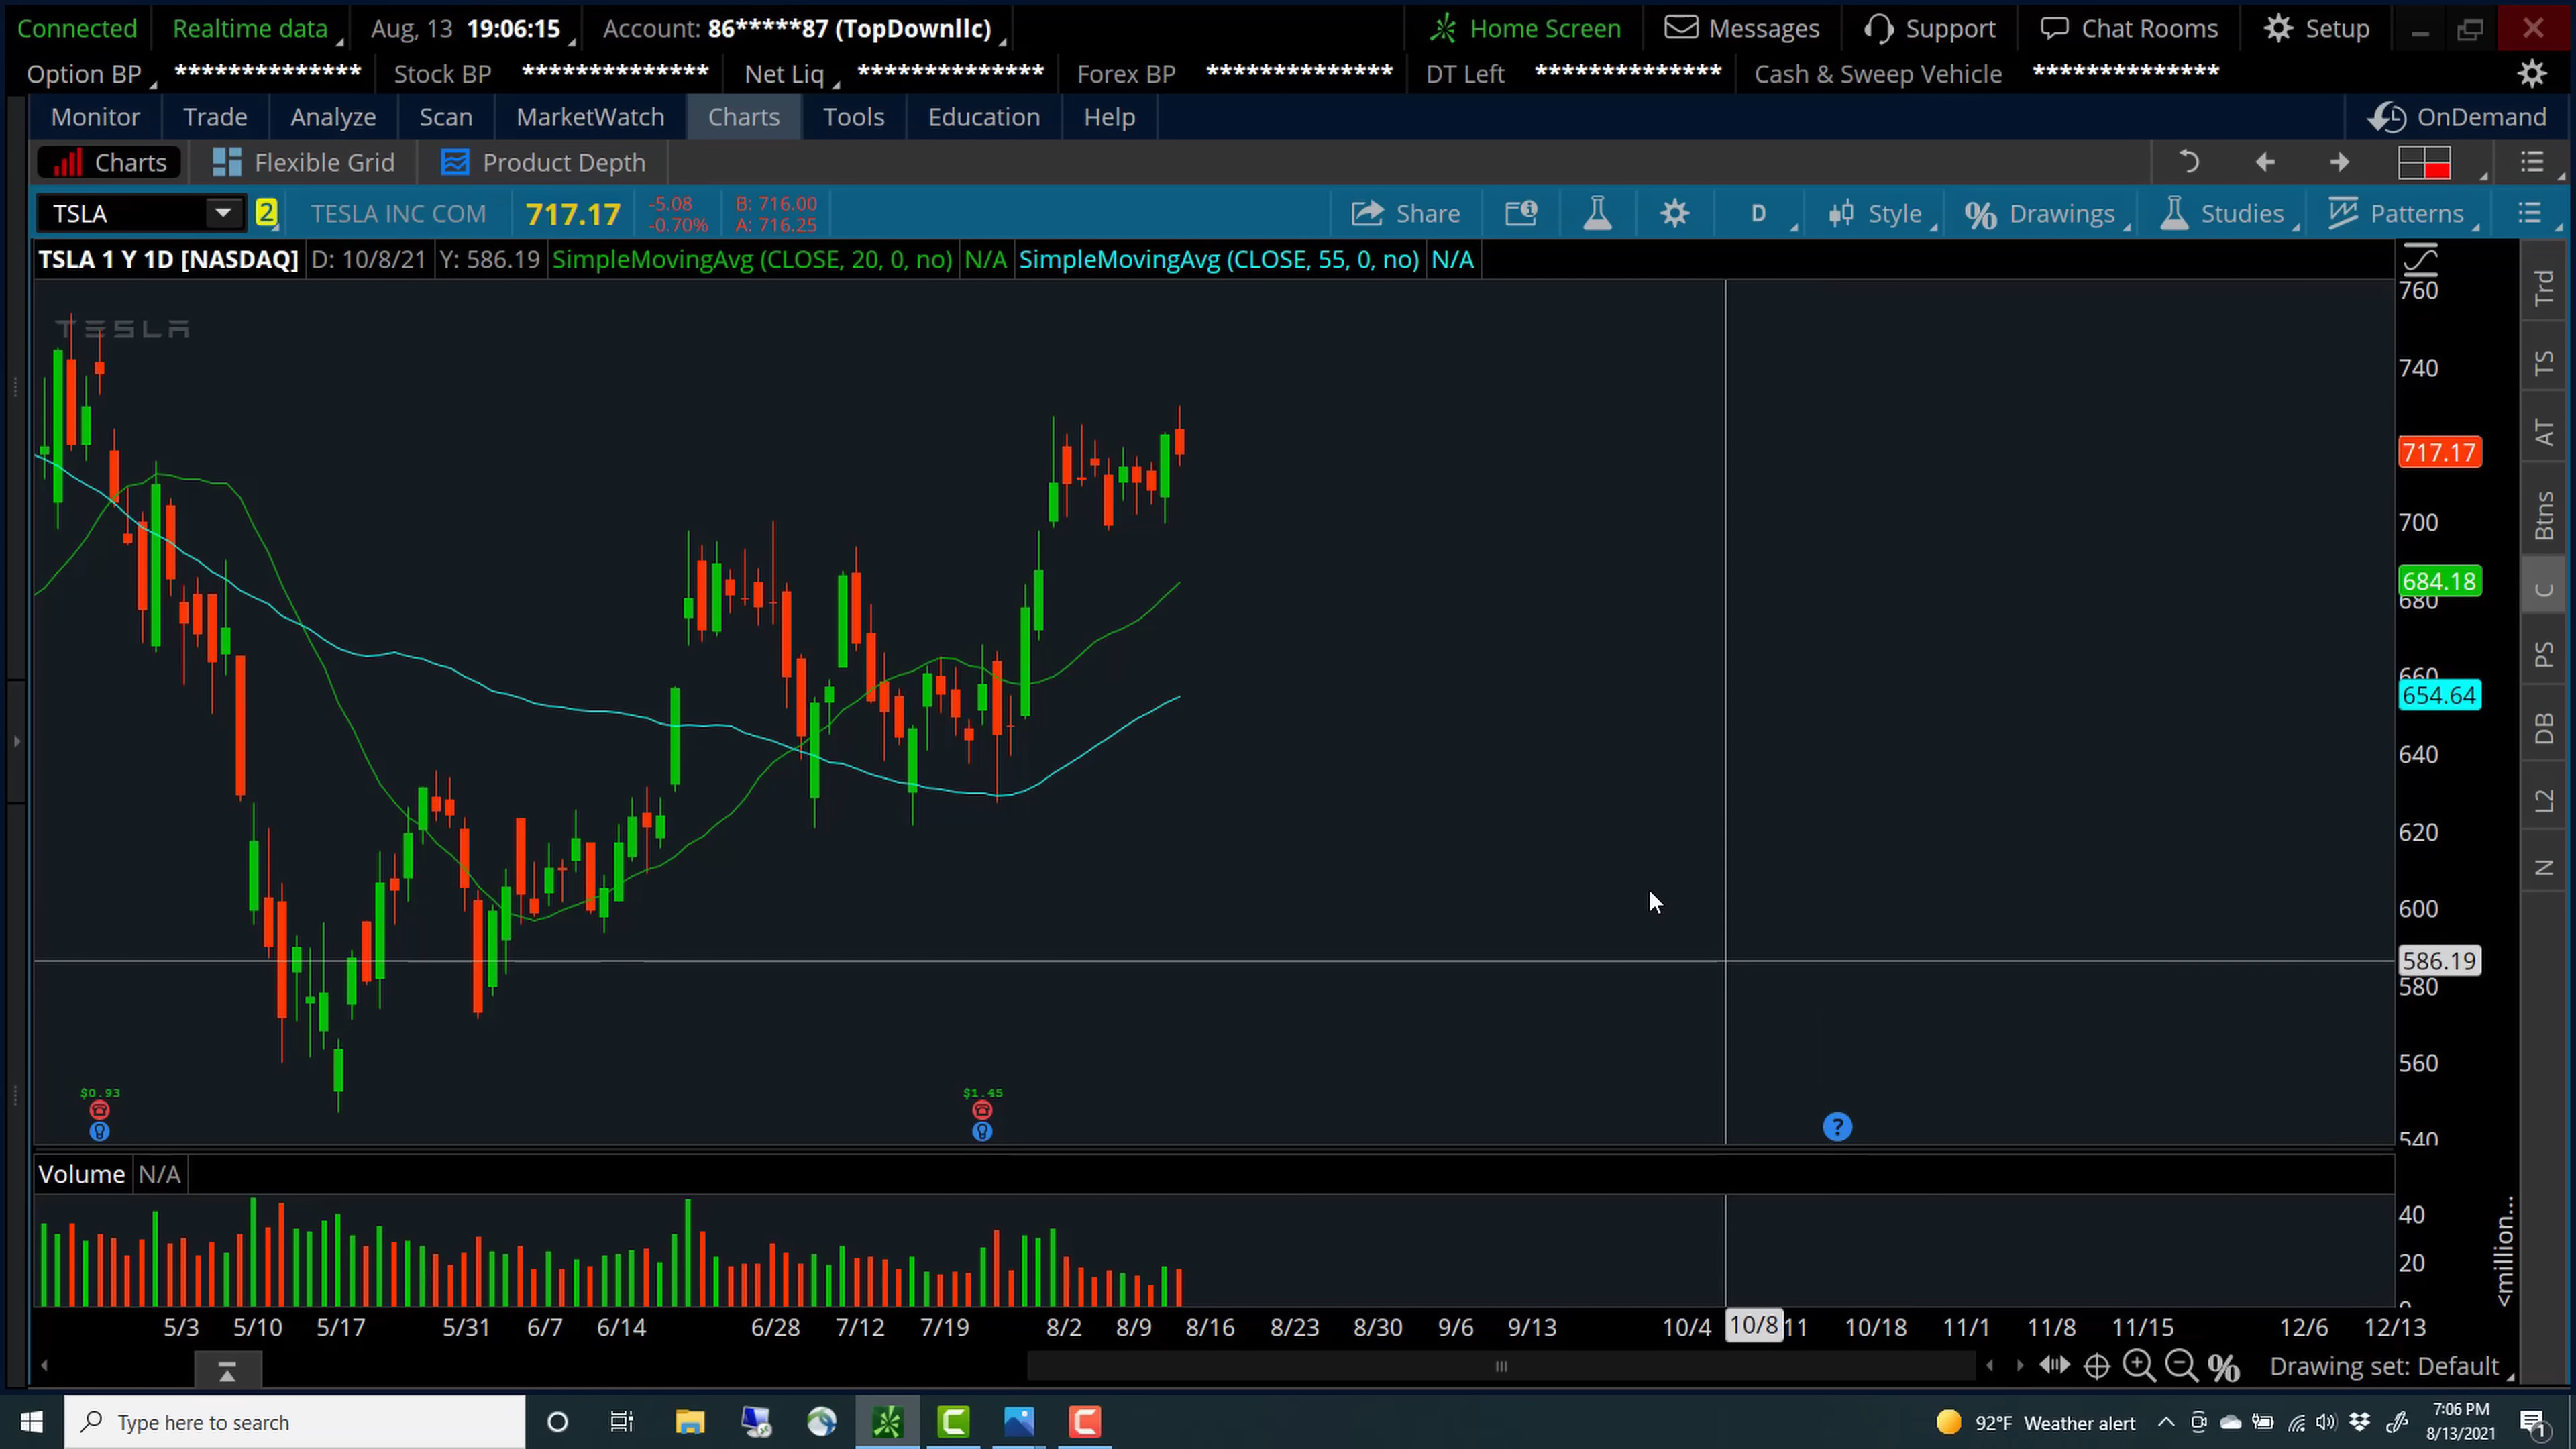 Connected Realtime data Aug, 13 19:06:15 Account: 86*****87 (TopDownllc) Home Screen Messages Support Chat Rooms Setup
Option BP ************** Stock BP ************** Net Liq ************** Forex BP ************** DT Left ************** Cash & Sweep Vehicle **************
Monitor Trade Analyze Scan MarketWatch Charts Tools Education Help OnDemand
Charts Flexible Grid Product Depth
TSLA 2 TESLA INC COM 717.17 -5.08 -0.70% B: 716.00 A: 716.25 Share D Style Drawings Studies Patterns
TSLA 1 Y 1D [NASDAQ] D: 10/8/21 Y: 586.19 SimpleMovingAvg (CLOSE, 20, 0, no) N/A SimpleMovingAvg (CLOSE, 55, 0, no) N/A
TESLA
760
740
717.17
700
684.18
680
660
654.64
640
620
600
586.19
580
560
540
Trd
TS
AT
Btns
C
PS
DB
L2
N
$0.93 $1.45
?
Volume N/A
40
20
0
<million...
5/3 5/10 5/17 5/31 6/7 6/14 6/28 7/12 7/19 8/2 8/9 8/16 8/23 8/30 9/6 9/13 10/4 10/8 11 10/18 11/1 11/8 11/15 12/6 12/13
Drawing set: Default
Type here to search 92°F Weather alert 7:06 PM
8/13/2021 1